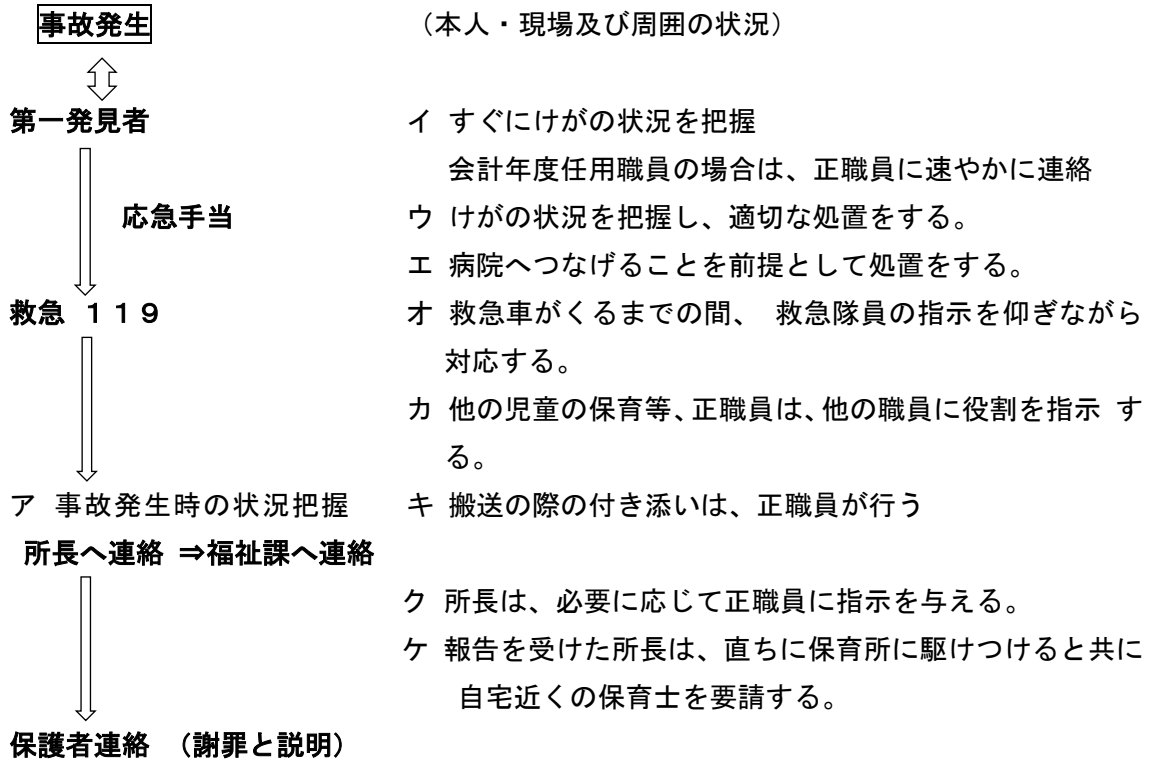 事故発生 （本人・現場及び周囲の状況）
第一発見者 イ すぐにけがの状況を把握
会計年度任用職員の場合は、正職員に速やかに連絡
応急手当 ウ けがの状況を把握し、適切な処置をする。
エ 病院へつなげることを前提として処置をする。
救急 １１９ オ 救急車がくるまでの間、 救急隊員の指示を仰ぎながら
対応する。
カ 他の児童の保育等、正職員は、他の職員に役割を指示 す
る。
ア 事故発生時の状況把握 キ 搬送の際の付き添いは、正職員が行う
所長へ連絡 ⇒福祉課へ連絡
ク 所長は、必要に応じて正職員に指示を与える。
ケ 報告を受けた所長は、直ちに保育所に駆けつけると共に
自宅近くの保育士を要請する。
保護者連絡 （謝罪と説明）